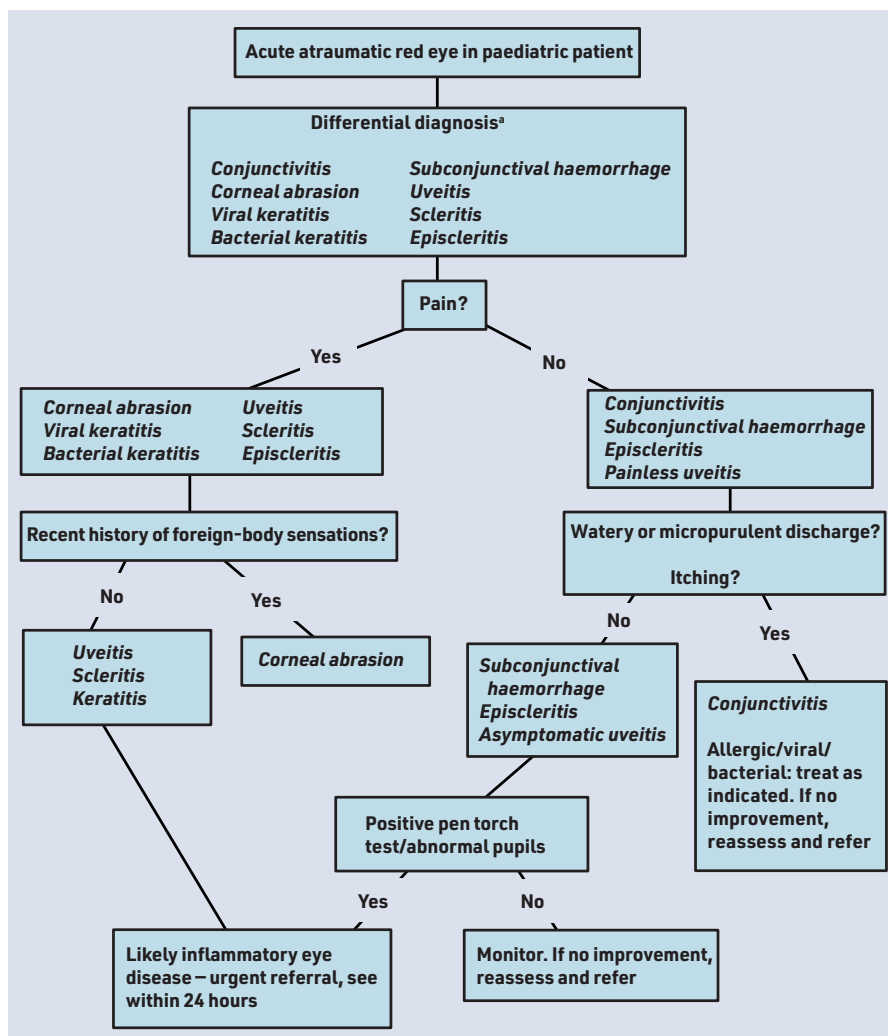 Acute atraumatic red eye in paediatric patient
Differential diagnosisᵃ
Conjunctivitis Subconjunctival haemorrhage
Corneal abrasion Uveitis
Viral keratitis Scleritis
Bacterial keratitis Episcleritis
Pain?
Yes
No
Corneal abrasion Uveitis
Viral keratitis Scleritis
Bacterial keratitis Episcleritis
Conjunctivitis
Subconjunctival haemorrhage
Episcleritis
Painless uveitis
Recent history of foreign-body sensations?
Watery or micropurulent discharge?
Itching?
No
Yes
No
Yes
Uveitis
Scleritis
Keratitis
Corneal abrasion
Subconjunctival
haemorrhage
Episcleritis
Asymptomatic uveitis
Conjunctivitis
Allergic/viral/
bacterial: treat as
indicated. If no
improvement,
reassess and refer
Positive pen torch
test/abnormal pupils
Yes
No
Likely inflammatory eye
disease – urgent referral, see
within 24 hours
Monitor. If no improvement,
reassess and refer